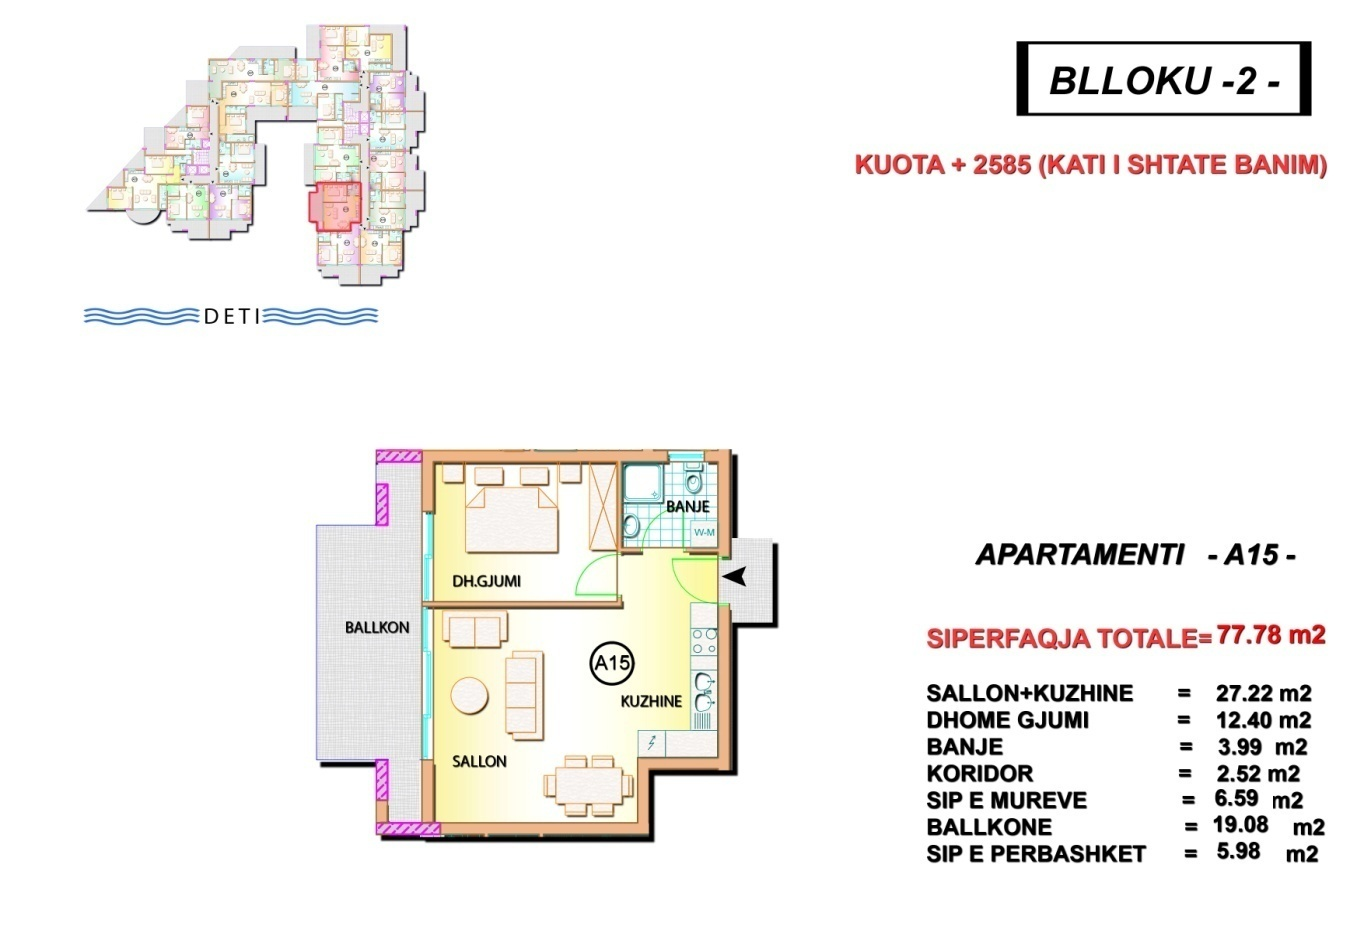 BLLOKU -2 -
KUOTA + 2585 (KATI I SHTATE BANIM)
DETI
BANJE
W-M
DH.GJUMI
BALLKON
A15
KUZHINE
SALLON
APARTAMENTI - A15 -
SIPERFAQJA TOTALE= 77.78 m2
SALLON+KUZHINE = 27.22 m2
DHOME GJUMI = 12.40 m2
BANJE = 3.99 m2
KORIDOR = 2.52 m2
SIP E MUREVE = 6.59 m2
BALLKONE = 19.08 m2
SIP E PERBASHKET = 5.98 m2